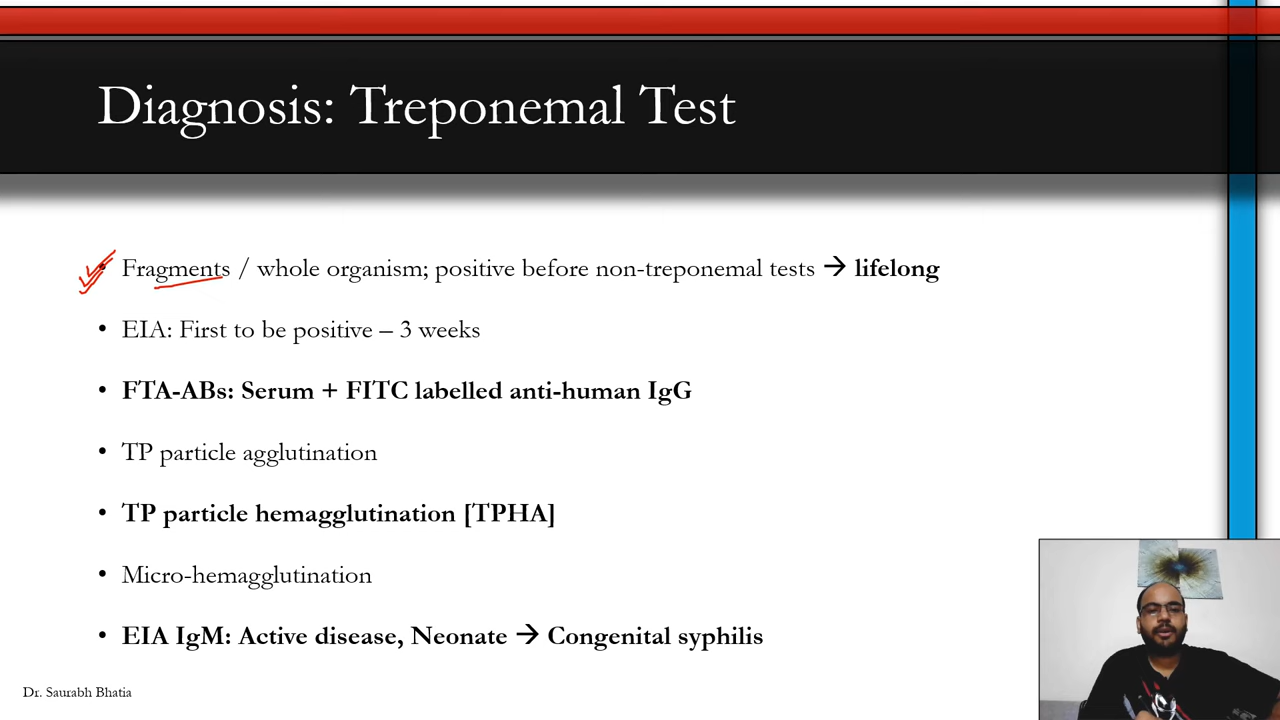 Diagnosis: Treponemal Test
• Fragments / whole organism; positive before non-treponemal tests → lifelong
• EIA: First to be positive – 3 weeks
• FTA-ABs: Serum + FITC labelled anti-human IgG
• TP particle agglutination
• TP particle hemagglutination [TPHA]
• Micro-hemagglutination
• EIA IgM: Active disease, Neonate → Congenital syphilis
Dr. Saurabh Bhatia